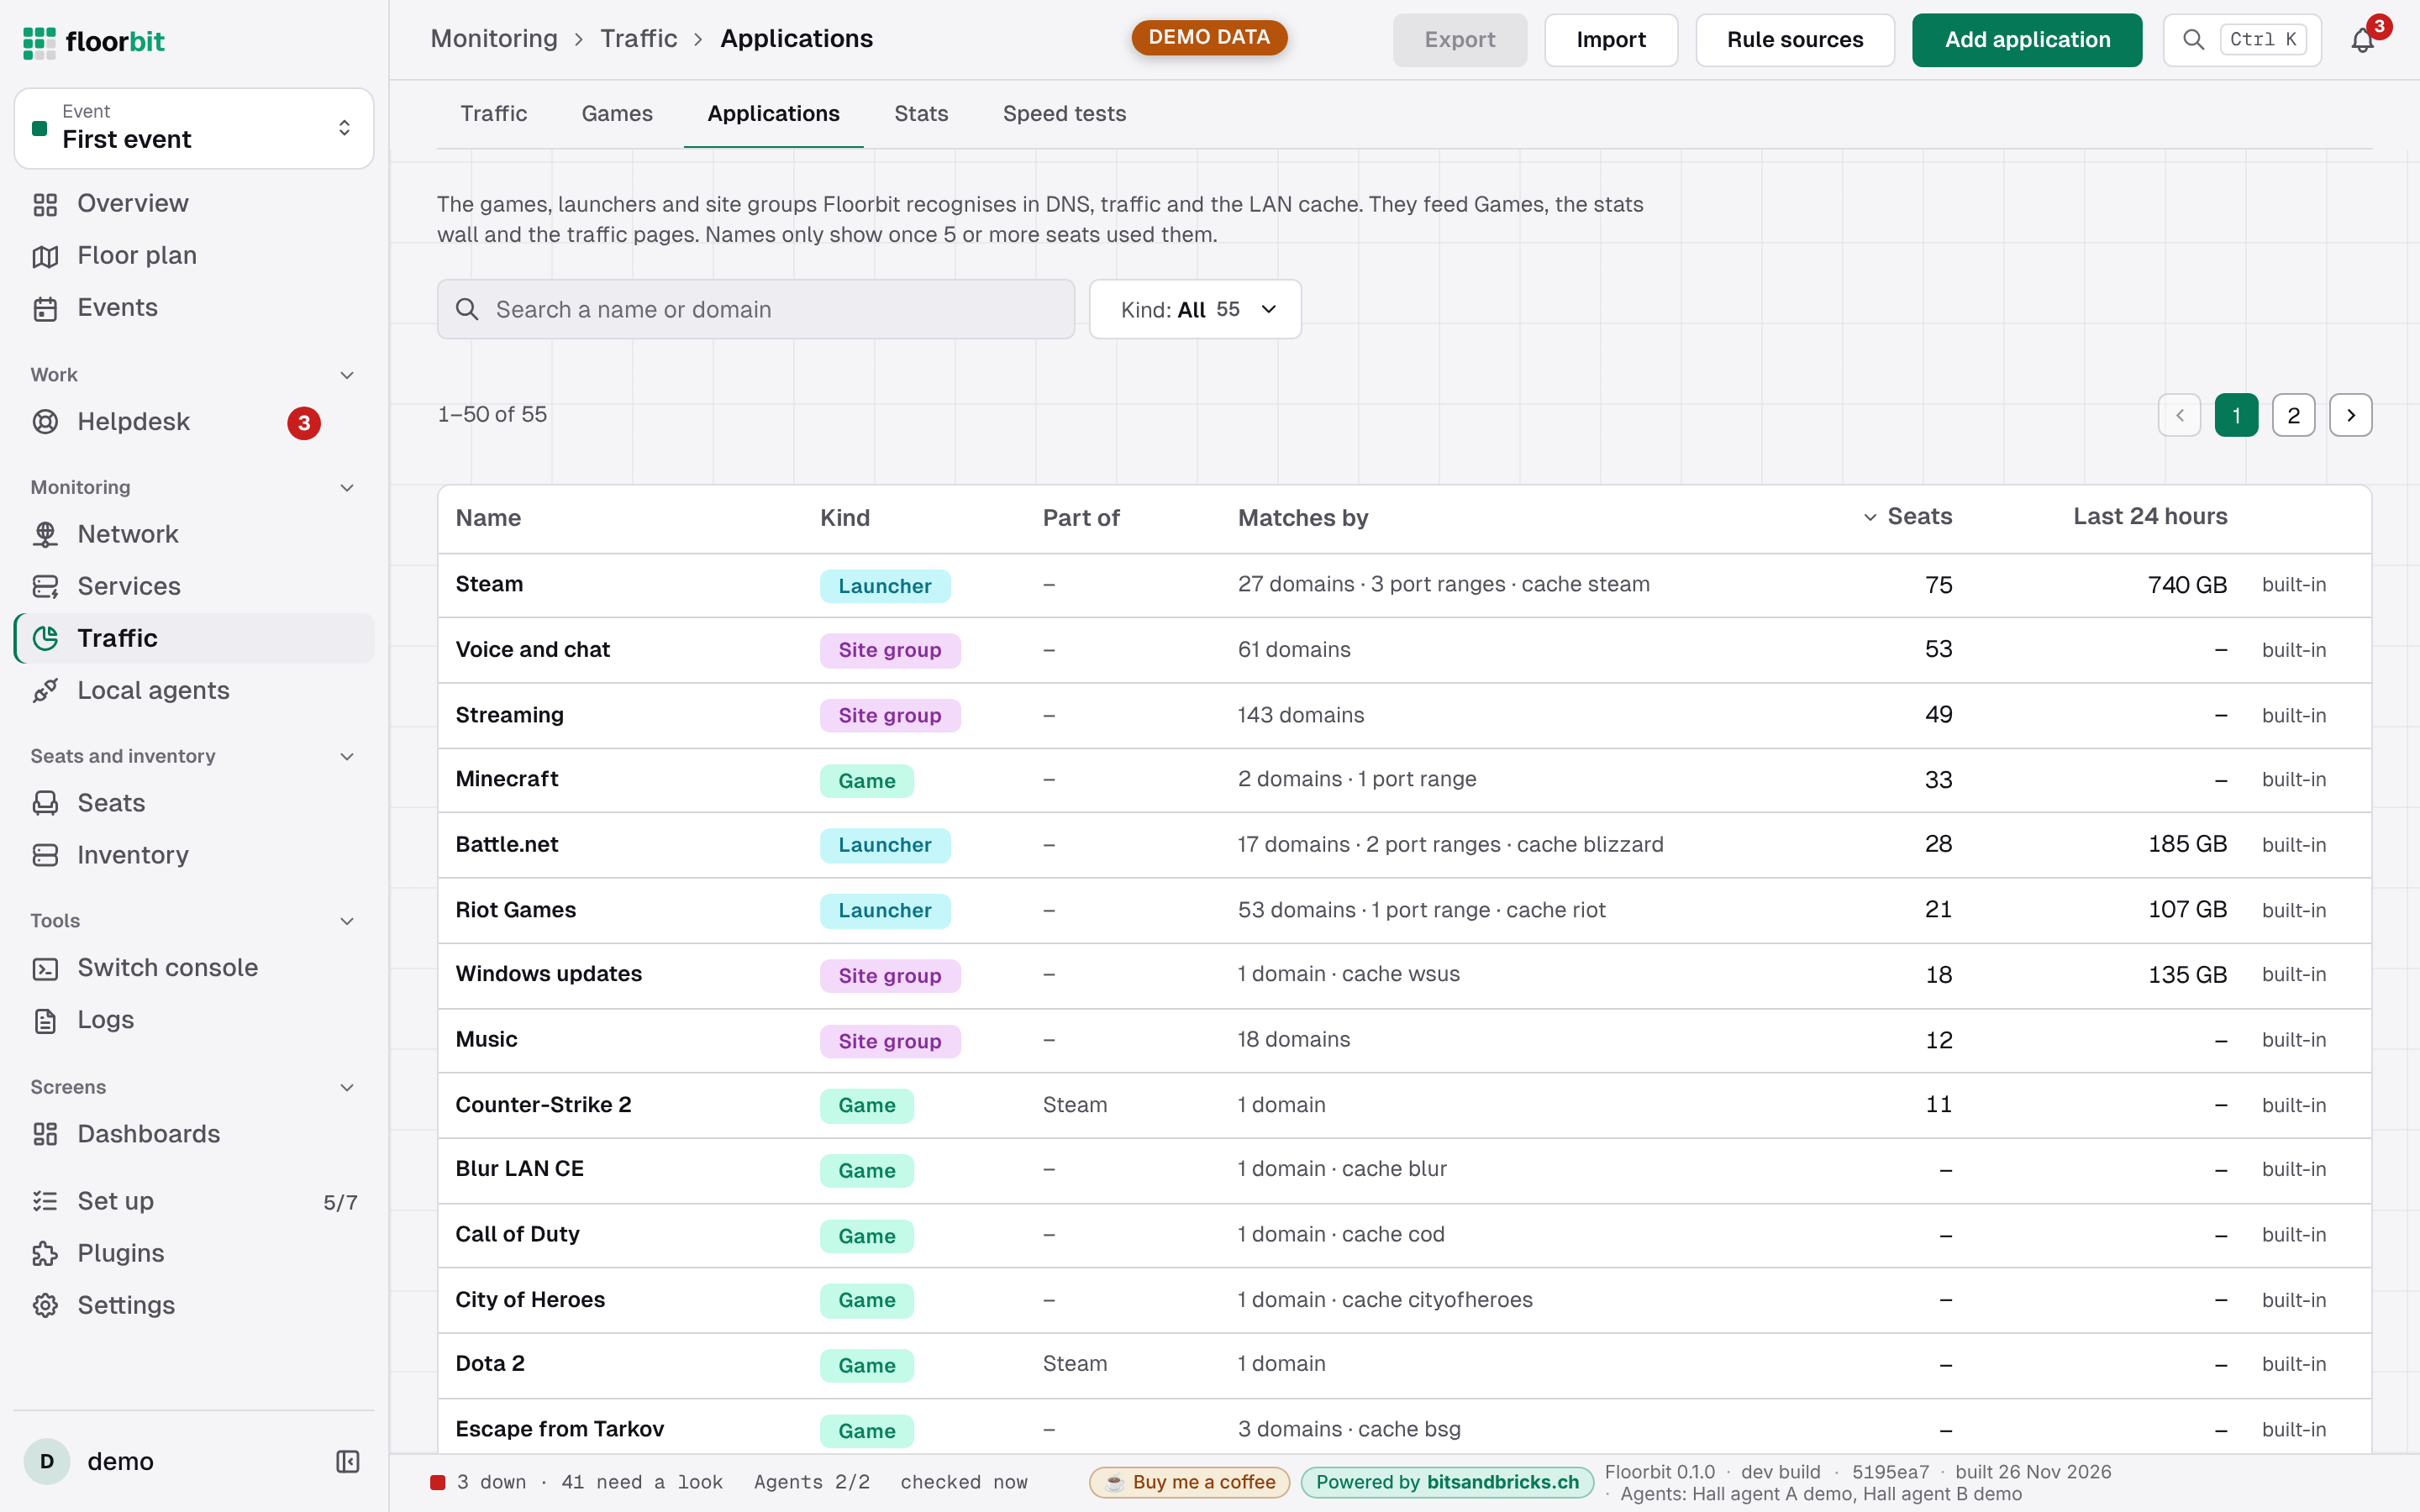 floorbit
Event
First event
Overview
Floor plan
Events
Work
Helpdesk 3
Monitoring
Network
Services
Traffic
Local agents
Seats and inventory
Seats
Inventory
Tools
Switch console
Logs
Screens
Dashboards
Set up 5/7
Plugins
Settings
D demo
Monitoring > Traffic > Applications DEMO DATA Export Import Rule sources Add application Ctrl K 3
Traffic Games Applications Stats Speed tests
The games, launchers and site groups Floorbit recognises in DNS, traffic and the LAN cache. They feed Games, the stats
wall and the traffic pages. Names only show once 5 or more seats used them.
Search a name or domain Kind: All 55
1–50 of 55 1 2
Name Kind Part of Matches by Seats Last 24 hours
Steam Launcher – 27 domains · 3 port ranges · cache steam 75 740 GB built-in
Voice and chat Site group – 61 domains 53 – built-in
Streaming Site group – 143 domains 49 – built-in
Minecraft Game – 2 domains · 1 port range 33 – built-in
Battle.net Launcher – 17 domains · 2 port ranges · cache blizzard 28 185 GB built-in
Riot Games Launcher – 53 domains · 1 port range · cache riot 21 107 GB built-in
Windows updates Site group – 1 domain · cache wsus 18 135 GB built-in
Music Site group – 18 domains 12 – built-in
Counter-Strike 2 Game Steam 1 domain 11 – built-in
Blur LAN CE Game – 1 domain · cache blur – – built-in
Call of Duty Game – 1 domain · cache cod – – built-in
City of Heroes Game – 1 domain · cache cityofheroes – – built-in
Dota 2 Game Steam 1 domain – – built-in
Escape from Tarkov Game – 3 domains · cache bsg – – built-in
3 down · 41 need a look Agents 2/2 checked now Buy me a coffee Powered by bitsandbricks.ch Floorbit 0.1.0 · dev build · 5195ea7 · built 26 Nov 2026
· Agents: Hall agent A demo, Hall agent B demo